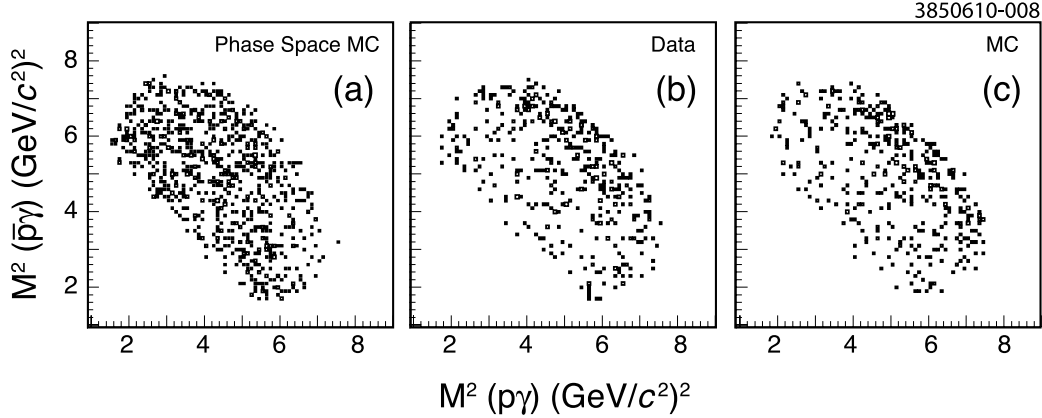 3850610-008
Phase Space MC
(a)
Data
(b)
MC
(c)
M² (p̄γ) (GeV/c²)²
8
6
4
2
2 4 6 8
2 4 6 8
2 4 6 8
M² (pγ) (GeV/c²)²